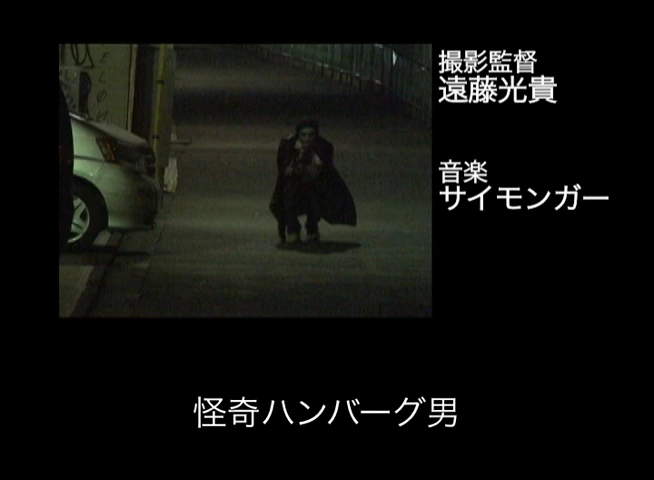 撮影監督
遠藤光貴
音楽
サイモンガー
怪奇ハンバーグ男